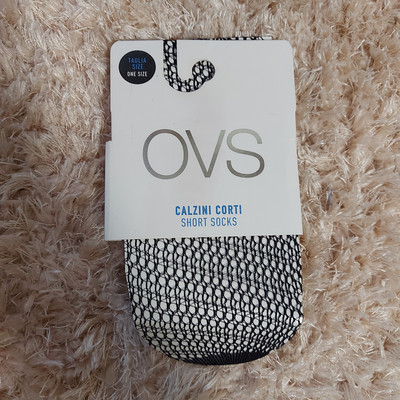 TAGLIA
SIZE
ONE SIZE
OVS
CALZINI CORTI
SHORT SOCKS